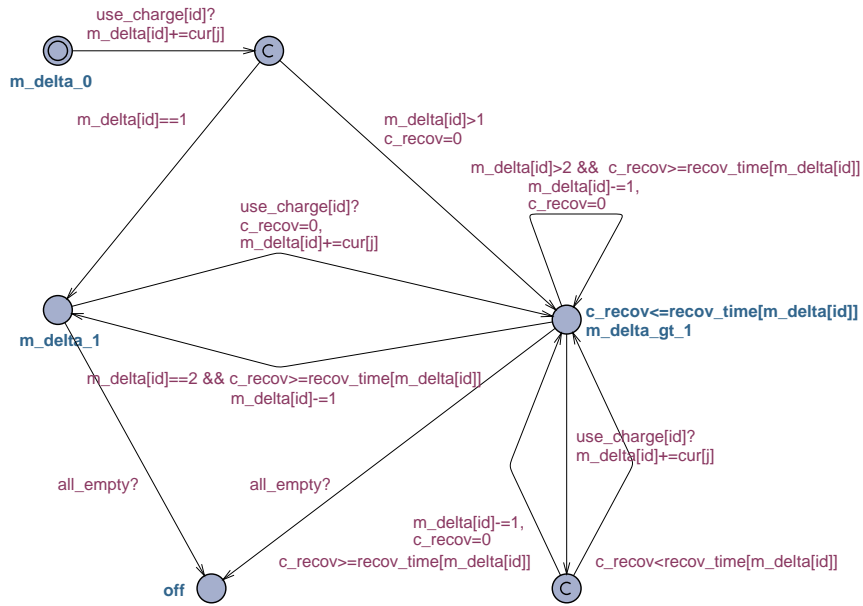 use_charge[id]?
m_delta[id]+=cur[j]
C
m_delta_0
m_delta[id]==1
m_delta[id]>1
c_recov=0
m_delta[id]>2 && c_recov>=recov_time[m_delta[id]]
m_delta[id]-=1,
c_recov=0
use_charge[id]?
c_recov=0,
m_delta[id]+=cur[j]
c_recov<=recov_time[m_delta[id]]
m_delta_gt_1
m_delta_1
m_delta[id]==2 && c_recov>=recov_time[m_delta[id]]
m_delta[id]-=1
use_charge[id]?
m_delta[id]+=cur[j]
all_empty?
all_empty?
m_delta[id]-=1,
c_recov=0
c_recov>=recov_time[m_delta[id]]
c_recov<recov_time[m_delta[id]]
off
C